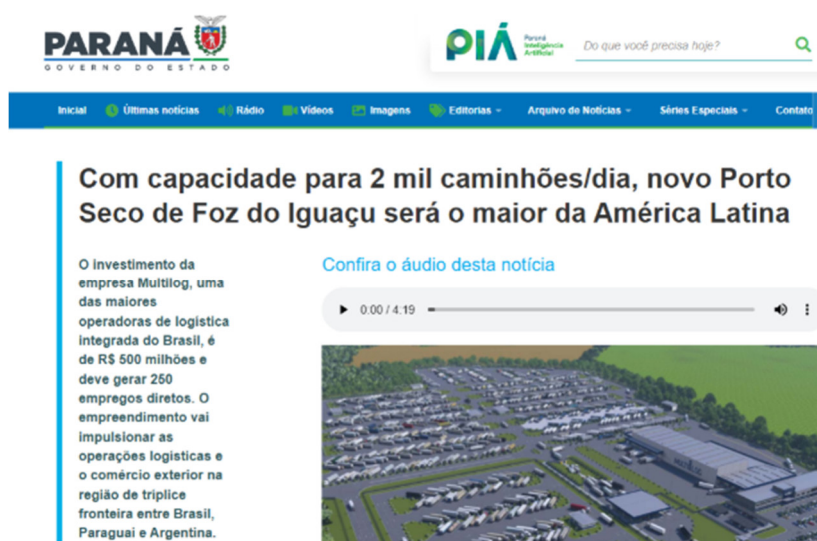 PARANÁ
GOVERNO DO ESTADO
PIÁ
Paraná
Inteligência
Artificial
Do que você precisa hoje?
Inicial Últimas notícias Rádio Vídeos Imagens Editorias Arquivo de Notícias Séries Especiais Contato
Com capacidade para 2 mil caminhões/dia, novo Porto
Seco de Foz do Iguaçu será o maior da América Latina
O investimento da
empresa Multilog, uma
das maiores
operadoras de logística
integrada do Brasil, é
de R$ 500 milhões e
deve gerar 250
empregos diretos. O
empreendimento vai
impulsionar as
operações logísticas e
o comércio exterior na
região de tríplice
fronteira entre Brasil,
Paraguai e Argentina.
Confira o áudio desta notícia
0:00 / 4:19